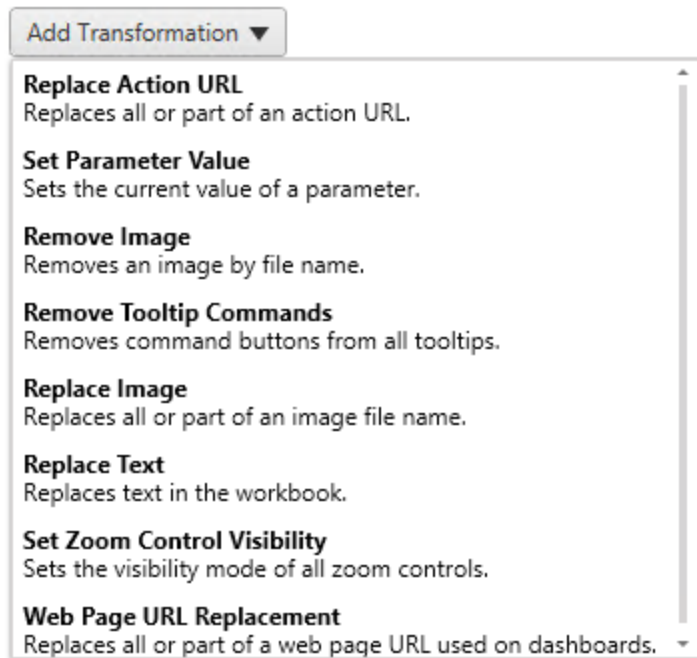 Add Transformation
Replace Action URL
Replaces all or part of an action URL.
Set Parameter Value
Sets the current value of a parameter.
Remove Image
Removes an image by file name.
Remove Tooltip Commands
Removes command buttons from all tooltips.
Replace Image
Replaces all or part of an image file name.
Replace Text
Replaces text in the workbook.
Set Zoom Control Visibility
Sets the visibility mode of all zoom controls.
Web Page URL Replacement
Replaces all or part of a web page URL used on dashboards.